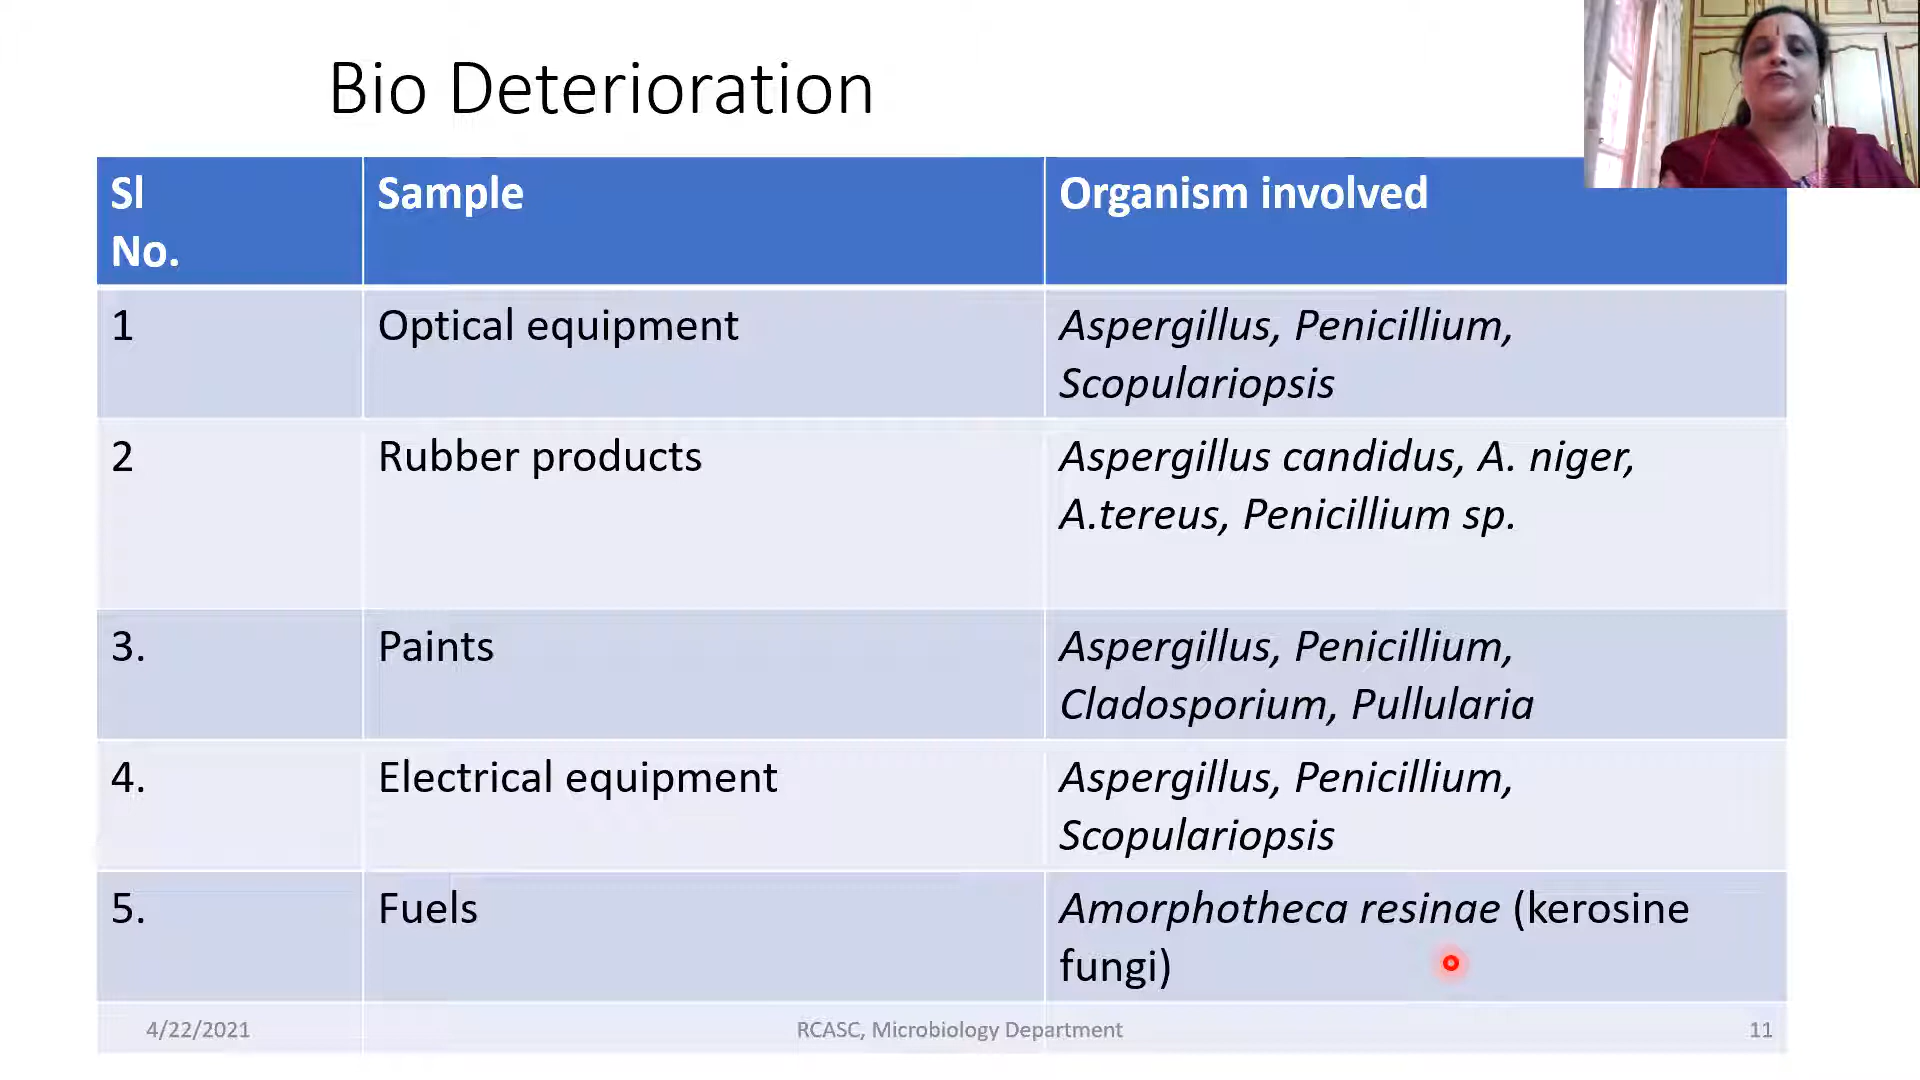 Bio Deterioration
Sl
No.
Sample
Organism involved
1
Optical equipment
Aspergillus, Penicillium,
Scopulariopsis
2
Rubber products
Aspergillus candidus, A. niger,
A.tereus, Penicillium sp.
3.
Paints
Aspergillus, Penicillium,
Cladosporium, Pullularia
4.
Electrical equipment
Aspergillus, Penicillium,
Scopulariopsis
5.
Fuels
Amorphotheca resinae (kerosine
fungi)
4/22/2021
RCASC, Microbiology Department
11